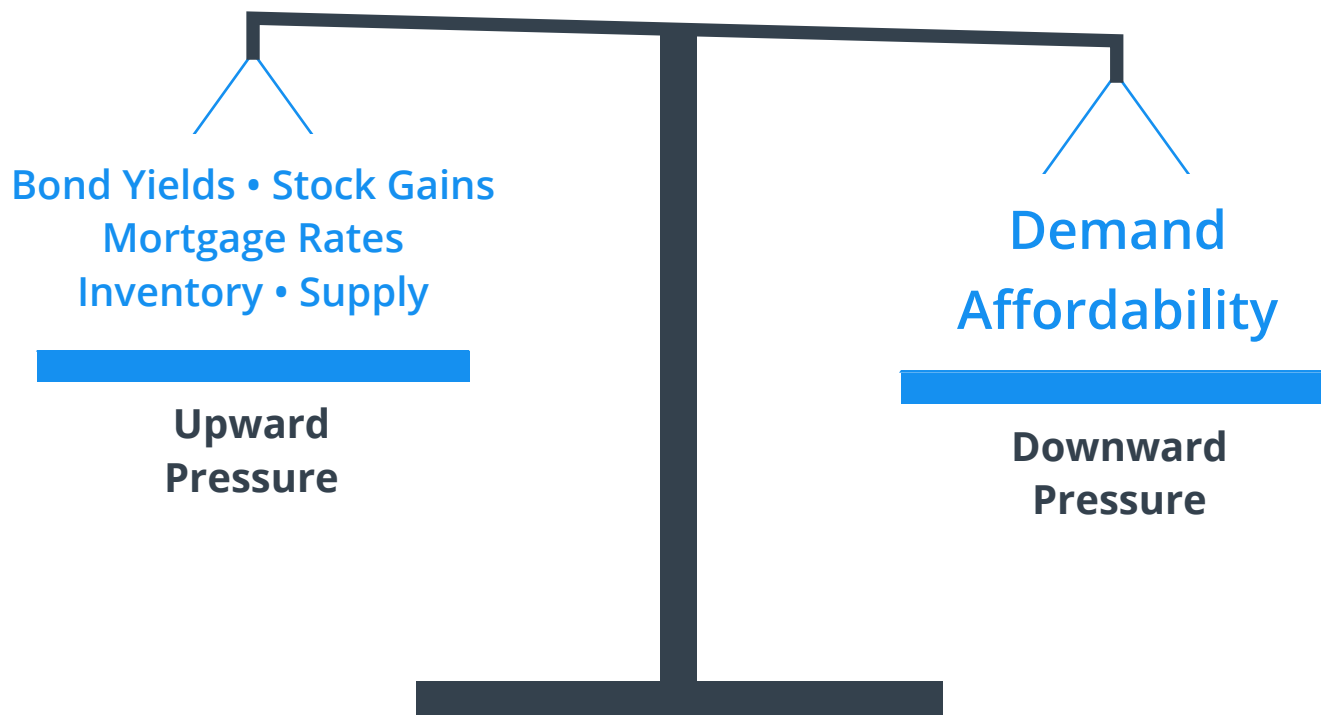 Bond Yields • Stock Gains
Mortgage Rates
Inventory • Supply
Upward
Pressure
Demand
Affordability
Downward
Pressure